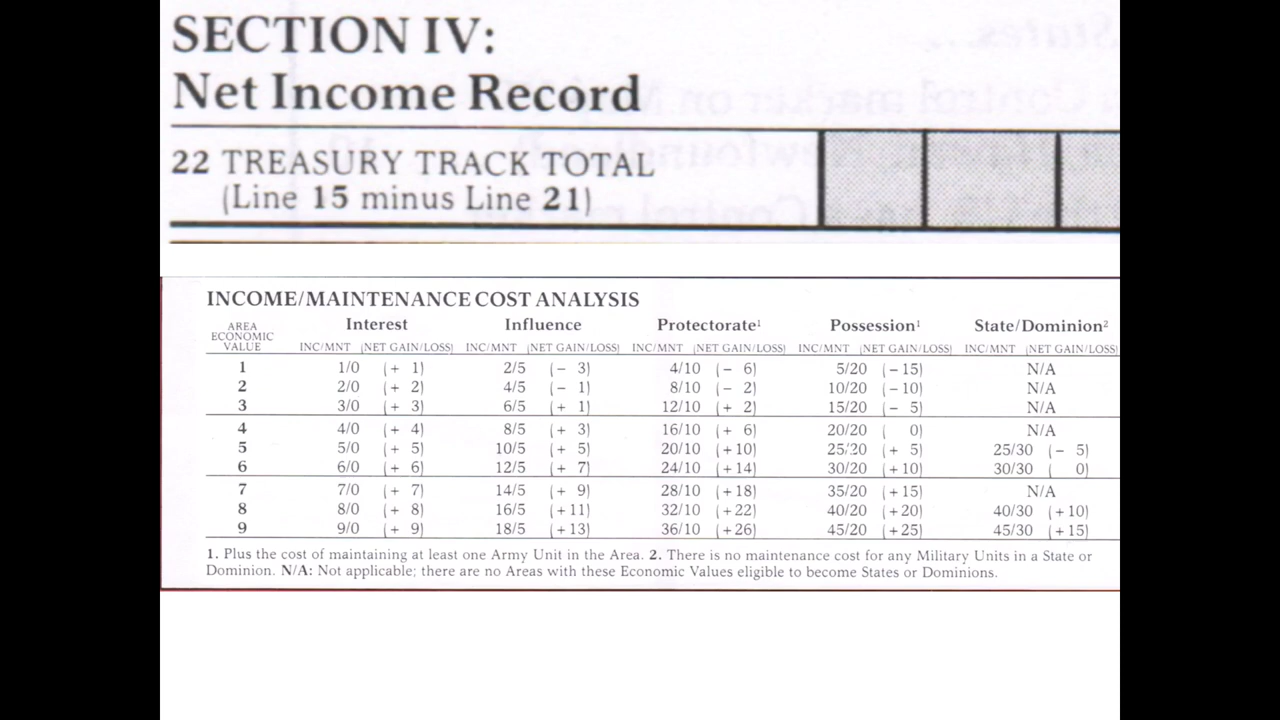 SECTION IV:
Net Income Record
22 TREASURY TRACK TOTAL
(Line 15 minus Line 21)
INCOME/MAINTENANCE COST ANALYSIS
AREA ECONOMIC VALUE Interest Influence Protectorate¹ Possession¹ State/Dominion²
INC/MNT (NET GAIN/LOSS) INC/MNT (NET GAIN/LOSS) INC/MNT (NET GAIN/LOSS) INC/MNT (NET GAIN/LOSS) INC/MNT (NET GAIN/LOSS)
1 1/0 (+ 1) 2/5 (− 3) 4/10 (− 6) 5/20 (−15) N/A
2 2/0 (+ 2) 4/5 (− 1) 8/10 (− 2) 10/20 (−10) N/A
3 3/0 (+ 3) 6/5 (+ 1) 12/10 (+ 2) 15/20 (− 5) N/A
4 4/0 (+ 4) 8/5 (+ 3) 16/10 (+ 6) 20/20 ( 0) N/A
5 5/0 (+ 5) 10/5 (+ 5) 20/10 (+10) 25/20 (+ 5) 25/30 (− 5)
6 6/0 (+ 6) 12/5 (+ 7) 24/10 (+14) 30/20 (+10) 30/30 ( 0)
7 7/0 (+ 7) 14/5 (+ 9) 28/10 (+18) 35/20 (+15) N/A
8 8/0 (+ 8) 16/5 (+11) 32/10 (+22) 40/20 (+20) 40/30 (+10)
9 9/0 (+ 9) 18/5 (+13) 36/10 (+26) 45/20 (+25) 45/30 (+15)
1. Plus the cost of maintaining at least one Army Unit in the Area. 2. There is no maintenance cost for any Military Units in a State or
Dominion. N/A: Not applicable; there are no Areas with these Economic Values eligible to become States or Dominions.